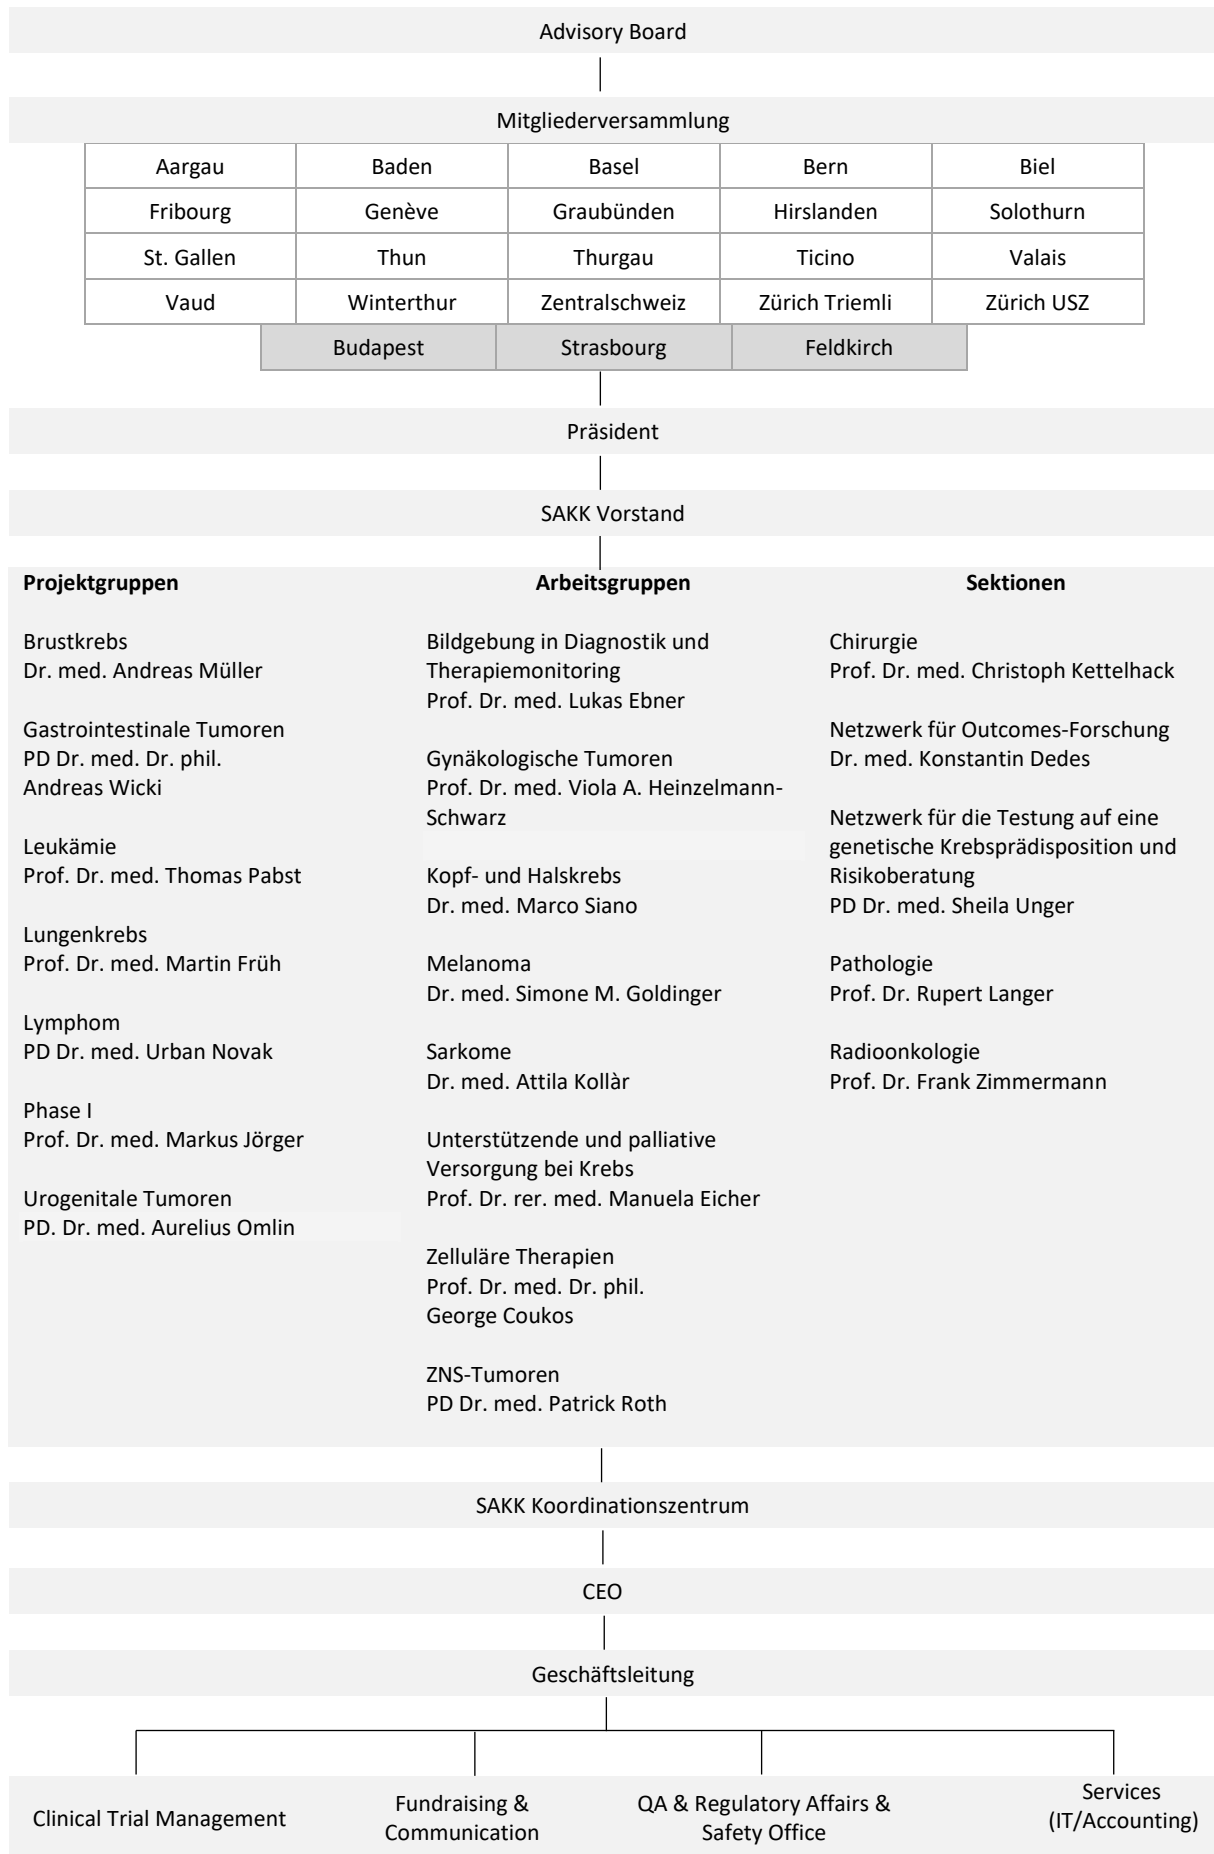 Advisory Board
Mitgliederversammlung
Aargau Baden Basel Bern Biel
Fribourg Genève Graubünden Hirslanden Solothurn
St. Gallen Thun Thurgau Ticino Valais
Vaud Winterthur Zentralschweiz Zürich Triemli Zürich USZ
Budapest Strasbourg Feldkirch
Präsident
SAKK Vorstand
Projektgruppen
Brustkrebs
Dr. med. Andreas Müller
Gastrointestinale Tumoren
PD Dr. med. Dr. phil.
Andreas Wicki
Leukämie
Prof. Dr. med. Thomas Pabst
Lungenkrebs
Prof. Dr. med. Martin Früh
Lymphom
PD Dr. med. Urban Novak
Phase I
Prof. Dr. med. Markus Jörger
Urogenitale Tumoren
PD. Dr. med. Aurelius Omlin
Arbeitsgruppen
Bildgebung in Diagnostik und
Therapiemonitoring
Prof. Dr. med. Lukas Ebner
Gynäkologische Tumoren
Prof. Dr. med. Viola A. Heinzelmann-
Schwarz
Kopf- und Halskrebs
Dr. med. Marco Siano
Melanoma
Dr. med. Simone M. Goldinger
Sarkome
Dr. med. Attila Kollàr
Unterstützende und palliative
Versorgung bei Krebs
Prof. Dr. rer. med. Manuela Eicher
Zelluläre Therapien
Prof. Dr. med. Dr. phil.
George Coukos
ZNS-Tumoren
PD Dr. med. Patrick Roth
Sektionen
Chirurgie
Prof. Dr. med. Christoph Kettelhack
Netzwerk für Outcomes-Forschung
Dr. med. Konstantin Dedes
Netzwerk für die Testung auf eine
genetische Krebsprädisposition und
Risikoberatung
PD Dr. med. Sheila Unger
Pathologie
Prof. Dr. Rupert Langer
Radioonkologie
Prof. Dr. Frank Zimmermann
SAKK Koordinationszentrum
CEO
Geschäftsleitung
Clinical Trial Management
Fundraising &
Communication
QA & Regulatory Affairs &
Safety Office
Services
(IT/Accounting)